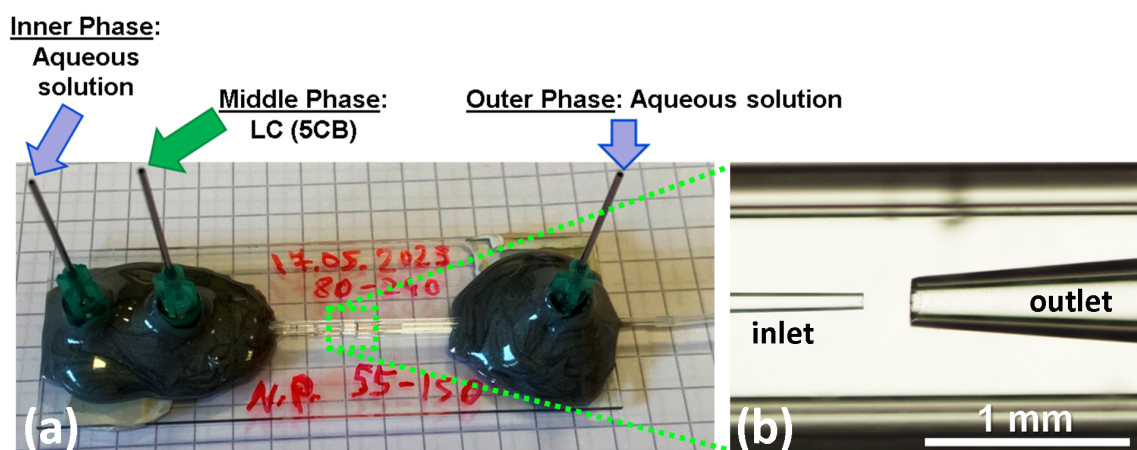 Inner Phase:
Aqueous
solution
Middle Phase:
LC (5CB)
Outer Phase: Aqueous solution
17.05.2023
80-240
N.P. 55-150
(a)
inlet
outlet
1 mm
(b)